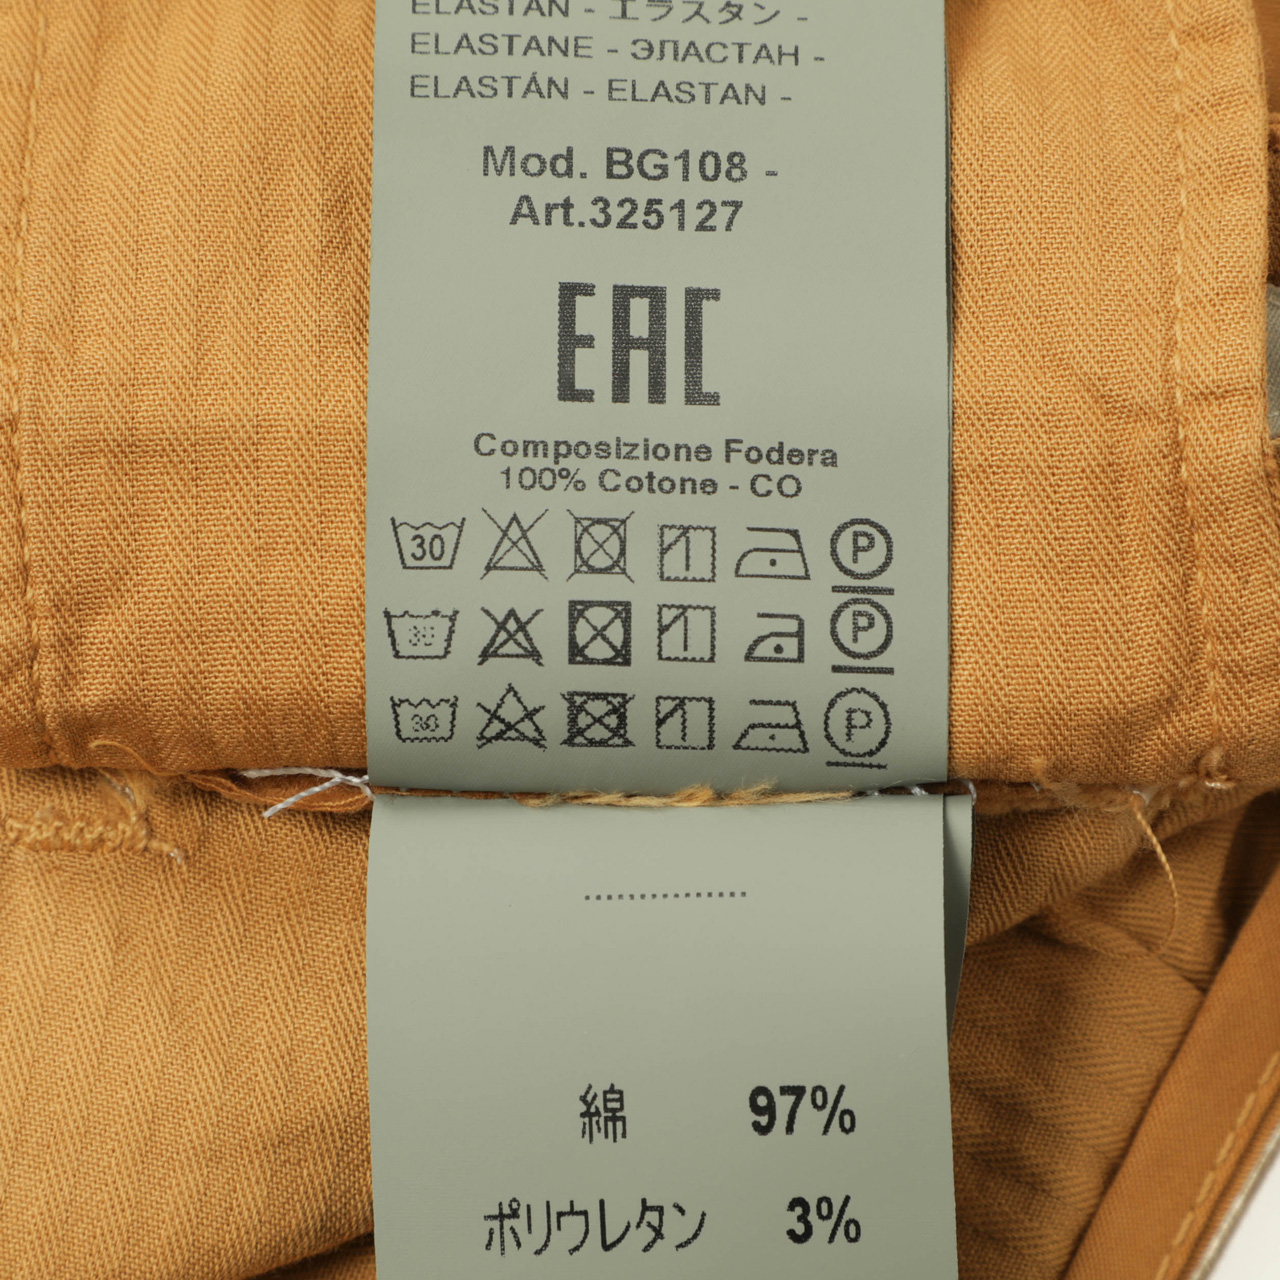 ELASTAN - エラスタン -
ELASTANE - ЭЛАСТАН -
ELASTÁN - ELASTAN -
Mod. BG108 -
Art.325127
EAC
Composizione Fodera
100% Cotone - CO
30 P
P
30 P
綿 97%
ポリウレタン 3%